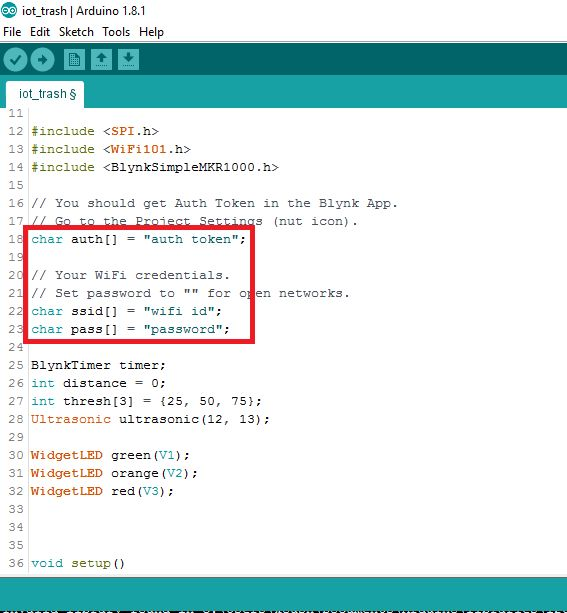 iot_trash | Arduino 1.8.1
File Edit Sketch Tools Help
iot_trash §
11
12 #include <SPI.h>
13 #include <WiFi101.h>
14 #include <BlynkSimpleMKR1000.h>
15
16 // You should get Auth Token in the Blynk App.
17 // Go to the Project Settings (nut icon).
18 char auth[] = "auth token";
19
20 // Your WiFi credentials.
21 // Set password to "" for open networks.
22 char ssid[] = "wifi id";
23 char pass[] = "password";
24
25 BlynkTimer timer;
26 int distance = 0;
27 int thresh[3] = {25, 50, 75};
28 Ultrasonic ultrasonic(12, 13);
29
30 WidgetLED green(V1);
31 WidgetLED orange(V2);
32 WidgetLED red(V3);
33
34
35
36 void setup()